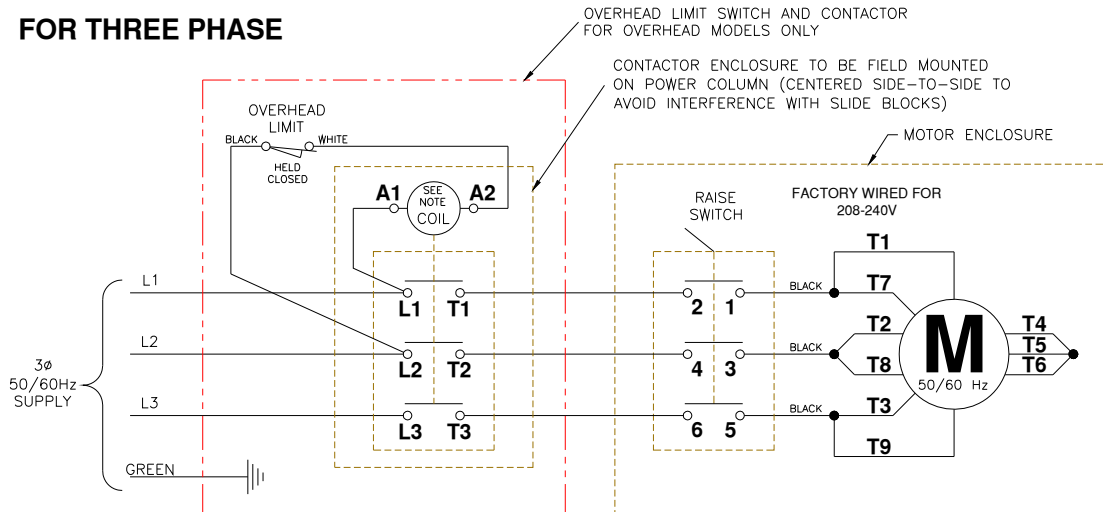 FOR THREE PHASE
OVERHEAD LIMIT SWITCH AND CONTACTOR
FOR OVERHEAD MODELS ONLY
CONTACTOR ENCLOSURE TO BE FIELD MOUNTED
ON POWER COLUMN (CENTERED SIDE-TO-SIDE TO
AVOID INTERFERENCE WITH SLIDE BLOCKS)
MOTOR ENCLOSURE
OVERHEAD
LIMIT
BLACK
WHITE
HELD
CLOSED
A1
SEE
NOTE
COIL
A2
RAISE
SWITCH
FACTORY WIRED FOR
208-240V
L1
L1
T1
2
1
BLACK
T1
T7
L2
L2
T2
4
3
BLACK
T2
T8
L3
L3
T3
6
5
BLACK
T3
T9
M
50/60 Hz
T4
T5
T6
3ø
50/60Hz
SUPPLY
GREEN